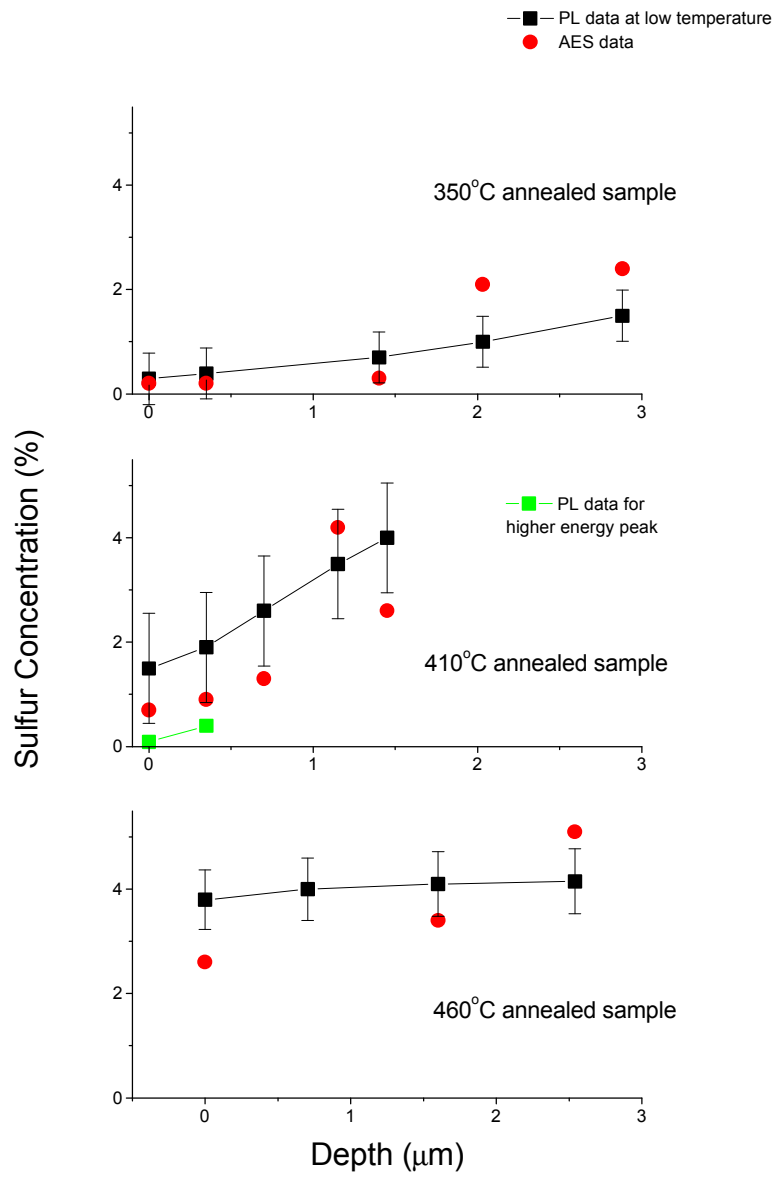 PL data at low temperature
AES data
4
350°C annealed sample
2
0
0 1 2 3
PL data for
higher energy peak
4
2
410°C annealed sample
0
0 1 2 3
Sulfur Concentration (%)
4
2
460°C annealed sample
0
0 1 2 3
Depth (μm)